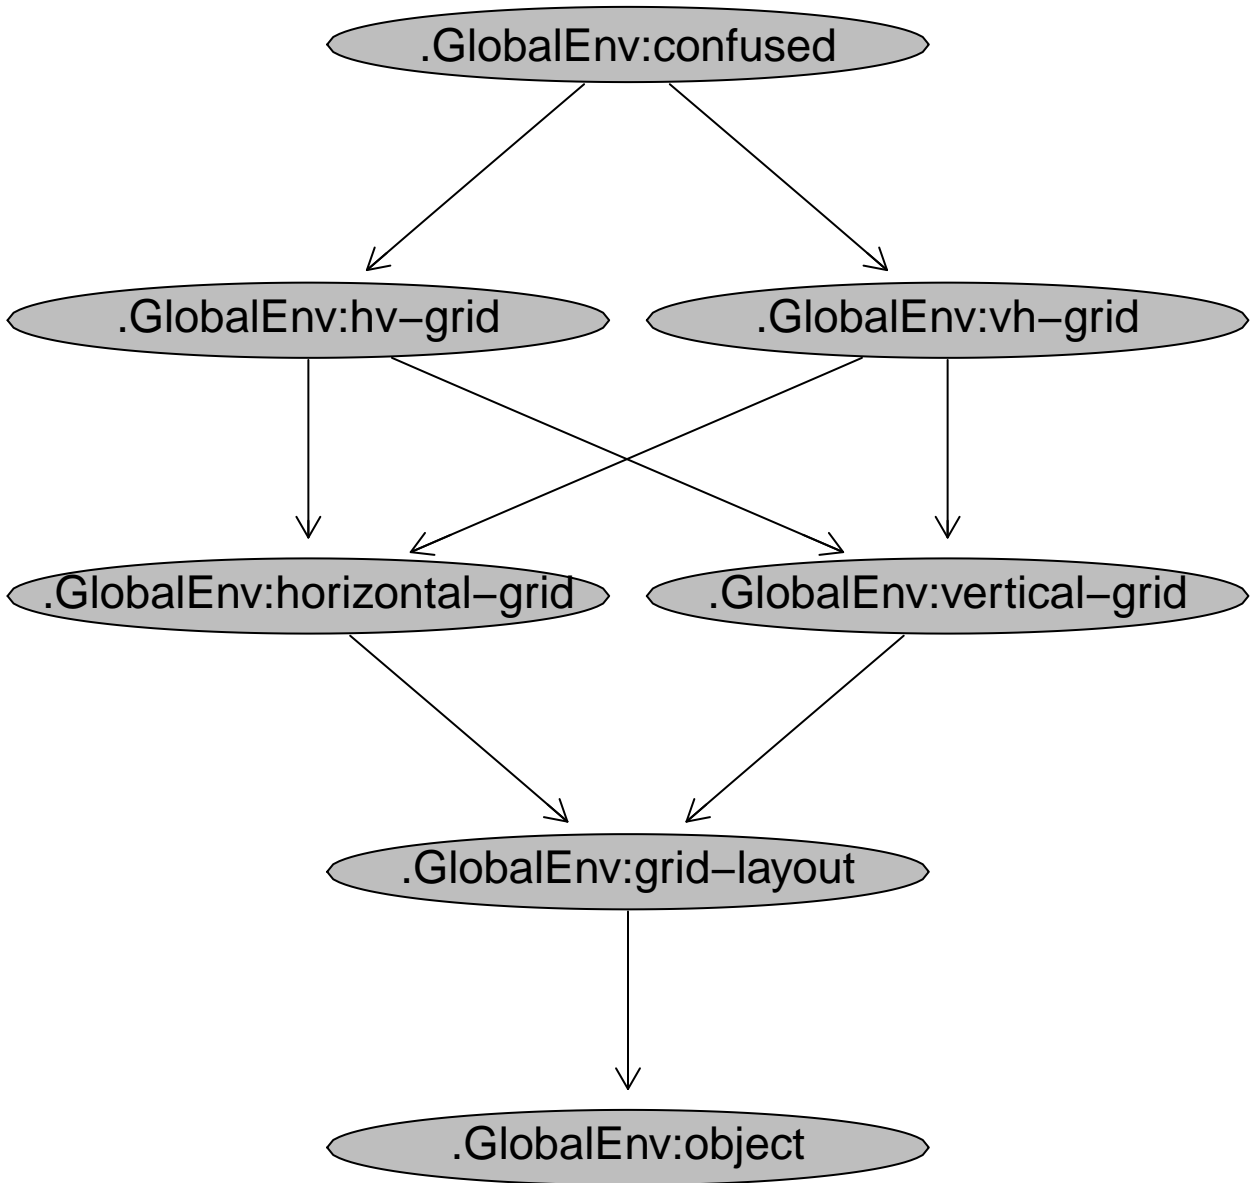 .GlobalEnv:confused
.GlobalEnv:hv−grid
.GlobalEnv:vh−grid
.GlobalEnv:horizontal−grid
.GlobalEnv:vertical−grid
.GlobalEnv:grid−layout
.GlobalEnv:object